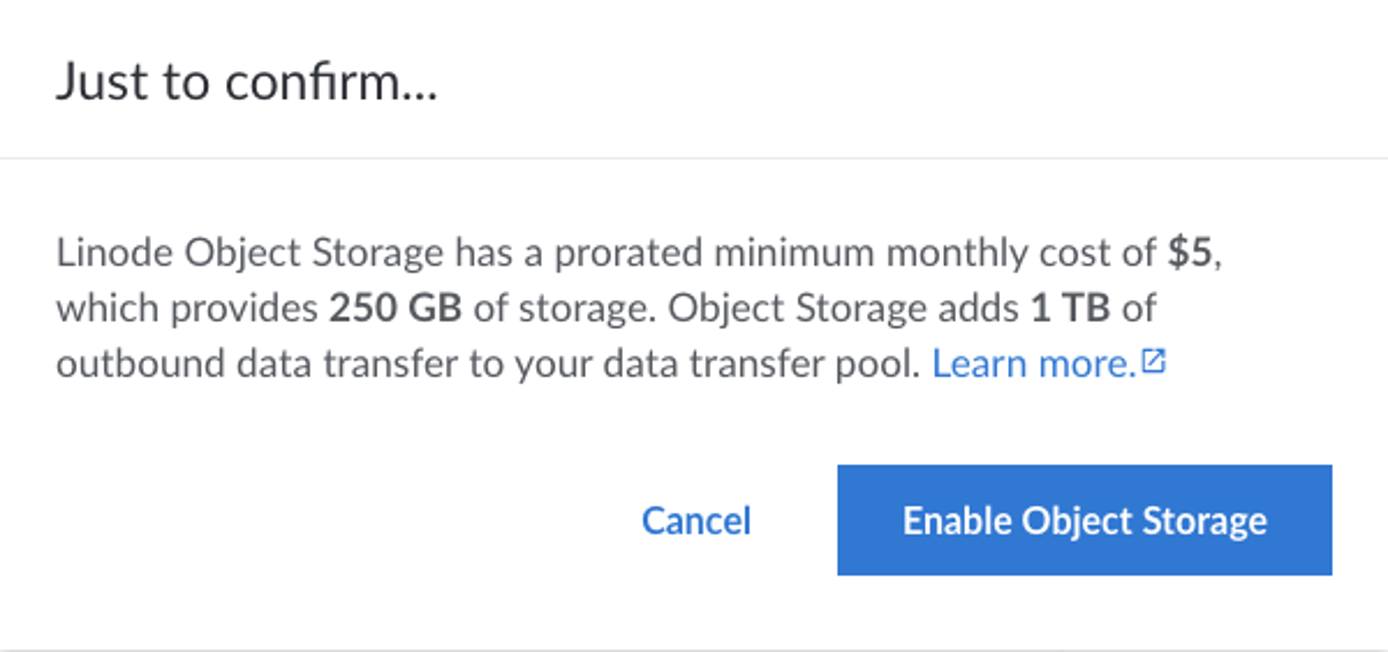 Just to confirm...
Linode Object Storage has a prorated minimum monthly cost of $5,
which provides 250 GB of storage. Object Storage adds 1 TB of
outbound data transfer to your data transfer pool. Learn more.
Cancel
Enable Object Storage